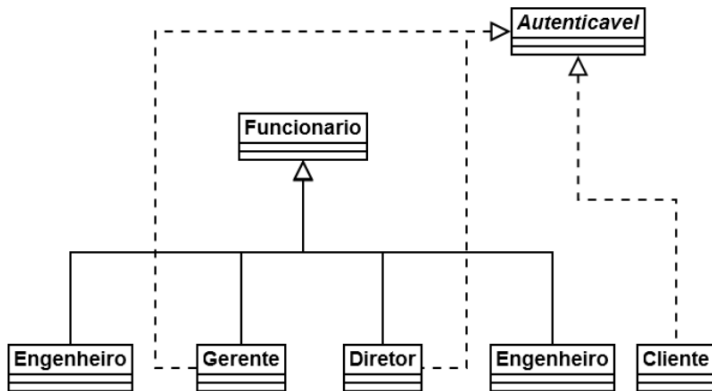 Autenticavel
Funcionario
Engenheiro
Gerente
Diretor
Engenheiro
Cliente